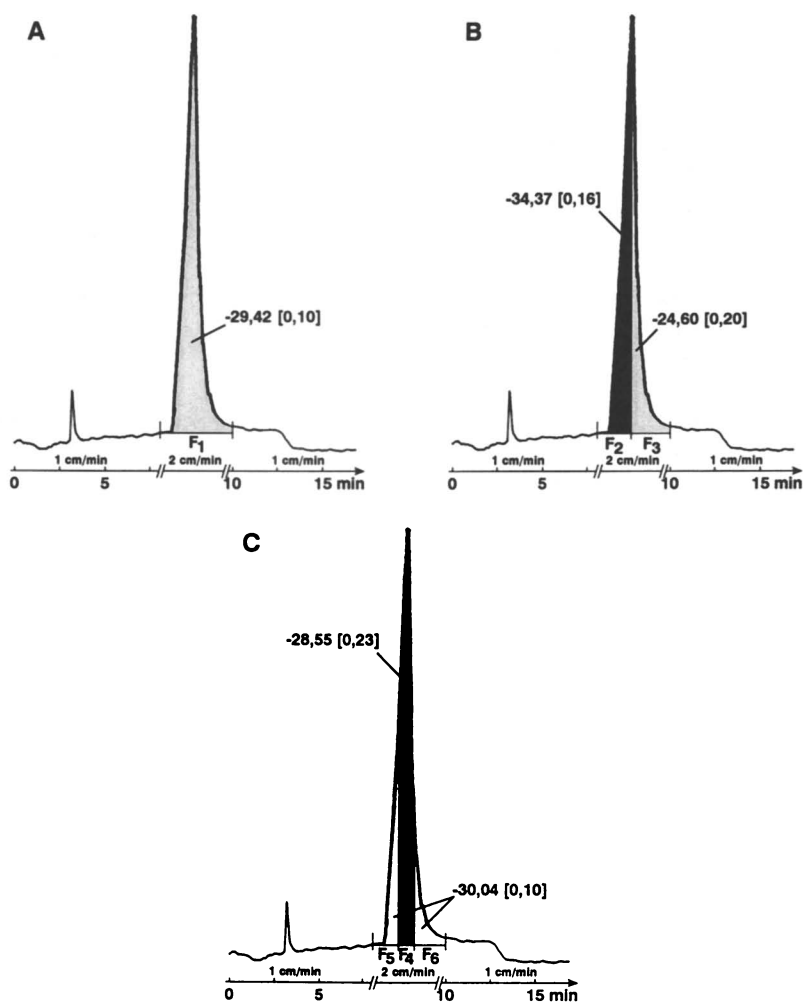 A
B
-34,37 [0,16]
-29,42 [0,10]
-24,60 [0,20]
F1
F2 F3
1 cm/min 2 cm/min 1 cm/min
1 cm/min 2 cm/min 1 cm/min
0 5 10 15 min
0 5 10 15 min
C
-28,55 [0,23]
-30,04 [0,10]
F5 F4 F6
1 cm/min 2 cm/min 1 cm/min
0 5 10 15 min